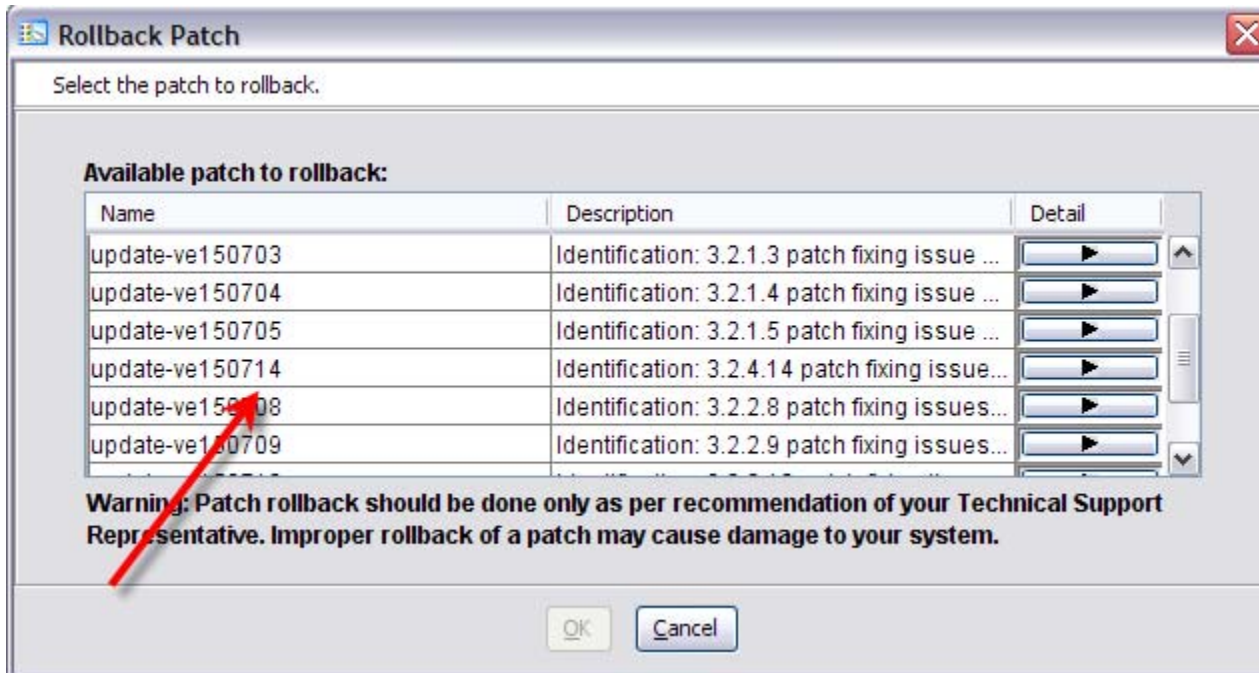 Rollback Patch
Select the patch to rollback.
Available patch to rollback:
Name Description Detail
update-ve150703 Identification: 3.2.1.3 patch fixing issue ...
update-ve150704 Identification: 3.2.1.4 patch fixing issue ...
update-ve150705 Identification: 3.2.1.5 patch fixing issue ...
update-ve150714 Identification: 3.2.4.14 patch fixing issue...
update-ve150708 Identification: 3.2.2.8 patch fixing issues...
update-ve150709 Identification: 3.2.2.9 patch fixing issues...
Warning: Patch rollback should be done only as per recommendation of your Technical Support
Representative. Improper rollback of a patch may cause damage to your system.
OK Cancel